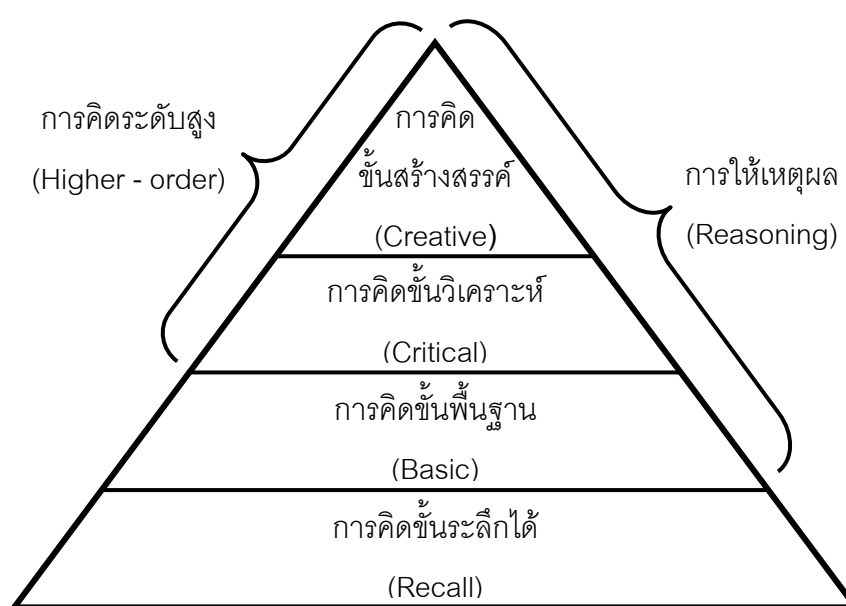 การคิดระดับสูง
(Higher - order)
การคิด
ขั้นสร้างสรรค์
(Creative)
การให้เหตุผล
(Reasoning)
การคิดขั้นวิเคราะห์
(Critical)
การคิดขั้นพื้นฐาน
(Basic)
การคิดขั้นระลึกได้
(Recall)